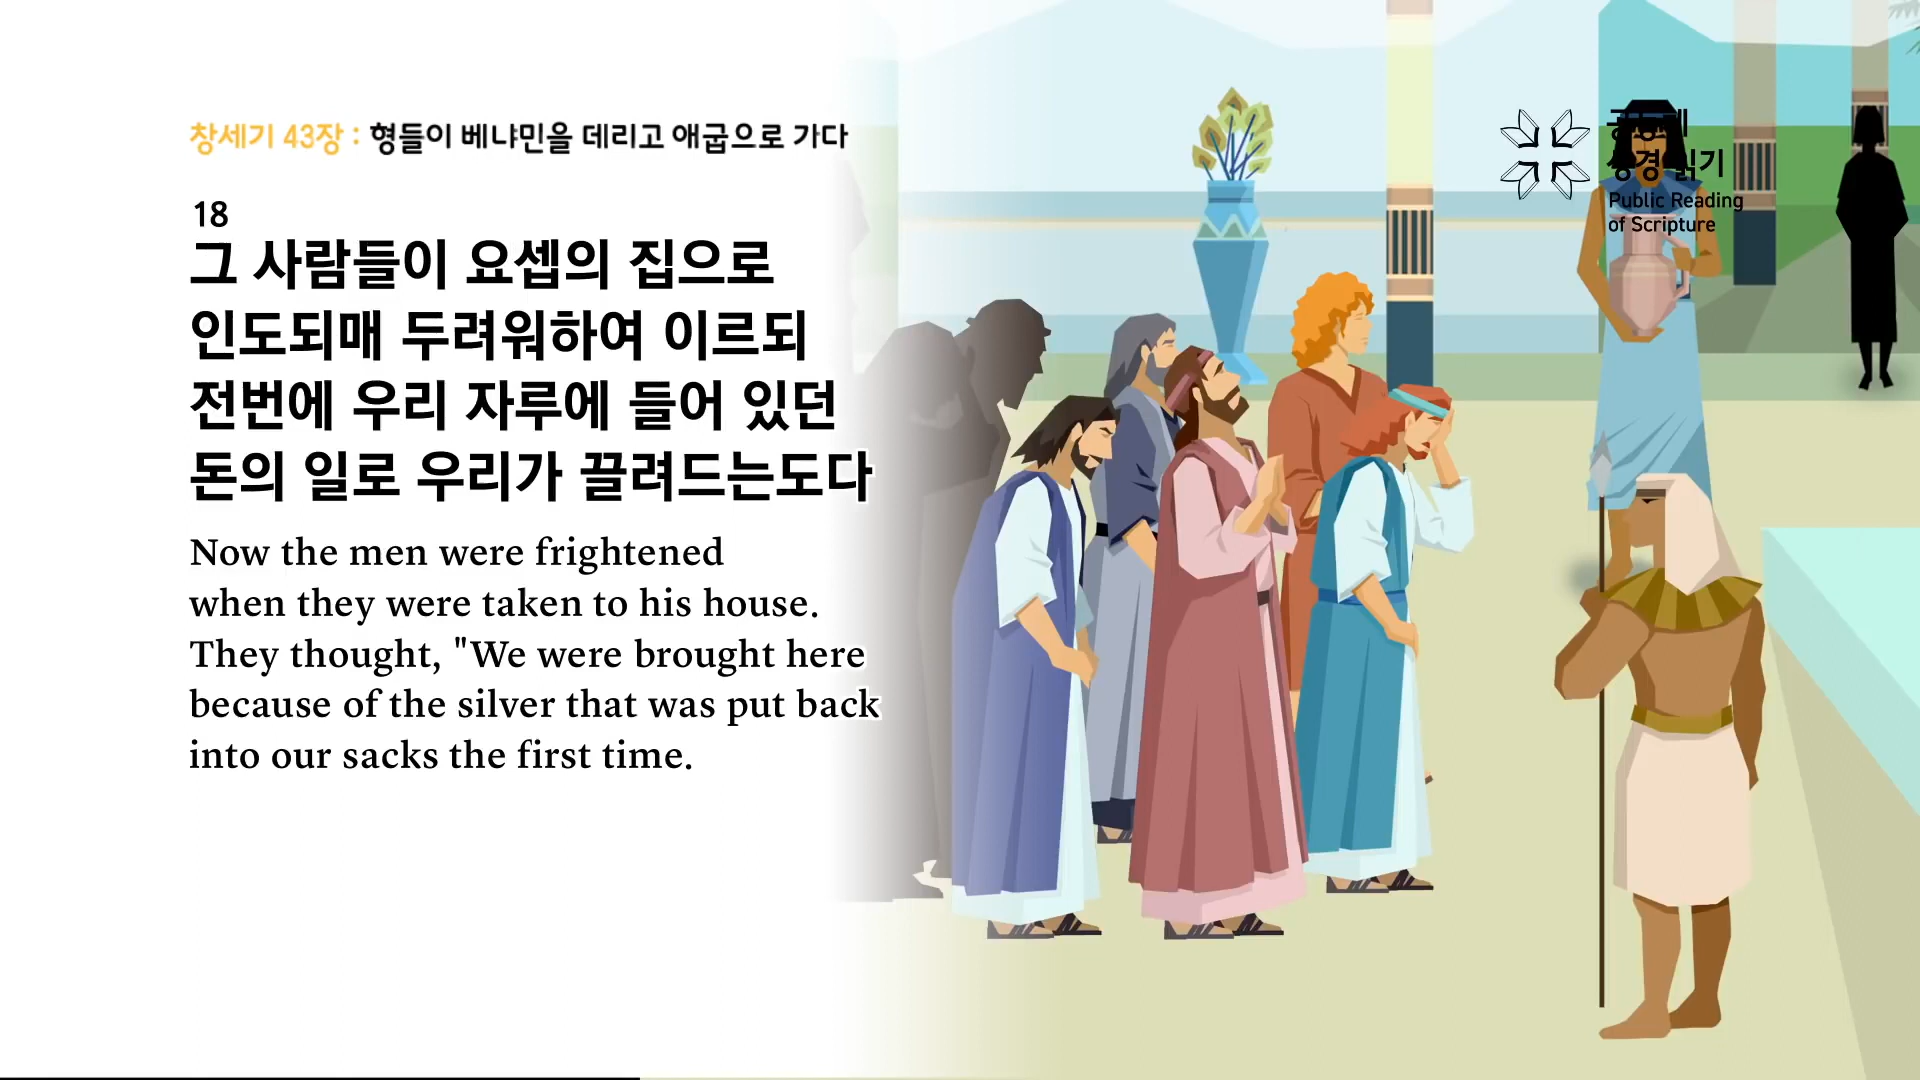 창세기 43장 : 형들이 베냐민을 데리고 애굽으로 가다
18
그 사람들이 요셉의 집으로
인도되매 두려워하여 이르되
전번에 우리 자루에 들어 있던
돈의 일로 우리가 끌려드는도다
Now the men were frightened
when they were taken to his house.
They thought, "We were brought here
because of the silver that was put back
into our sacks the first time.
성경 읽기
Public Reading
of Scripture